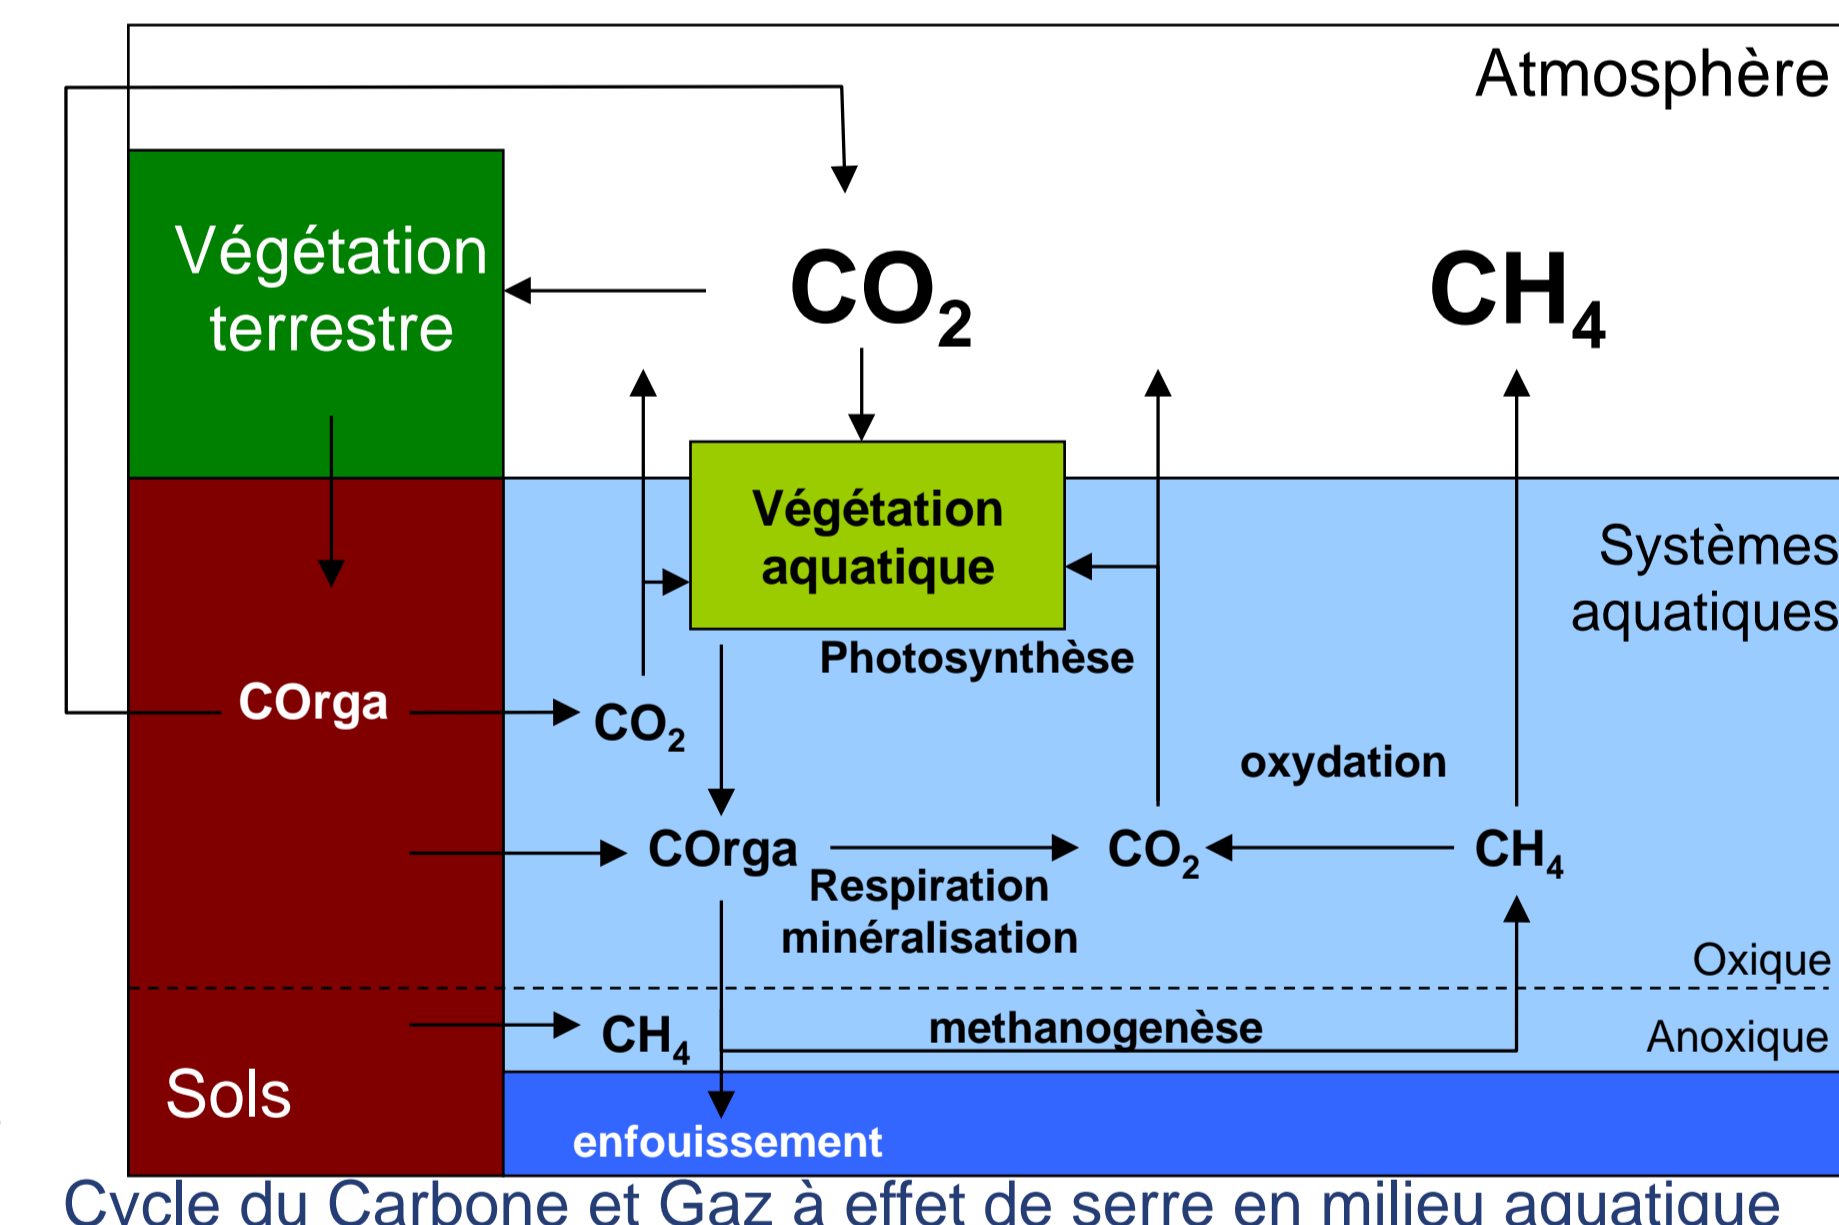 Atmosphère
Végétation
terrestre
CO₂
CH₄
Végétation
aquatique
Systèmes
aquatiques
Photosynthèse
COrga
CO₂
oxydation
COrga
CO₂
CH₄
Respiration
minéralisation
Oxique
CH₄
methanogenèse
Anoxique
Sols
enfouissement
Cycle du Carbone et Gaz à effet de serre en milieu aquatique